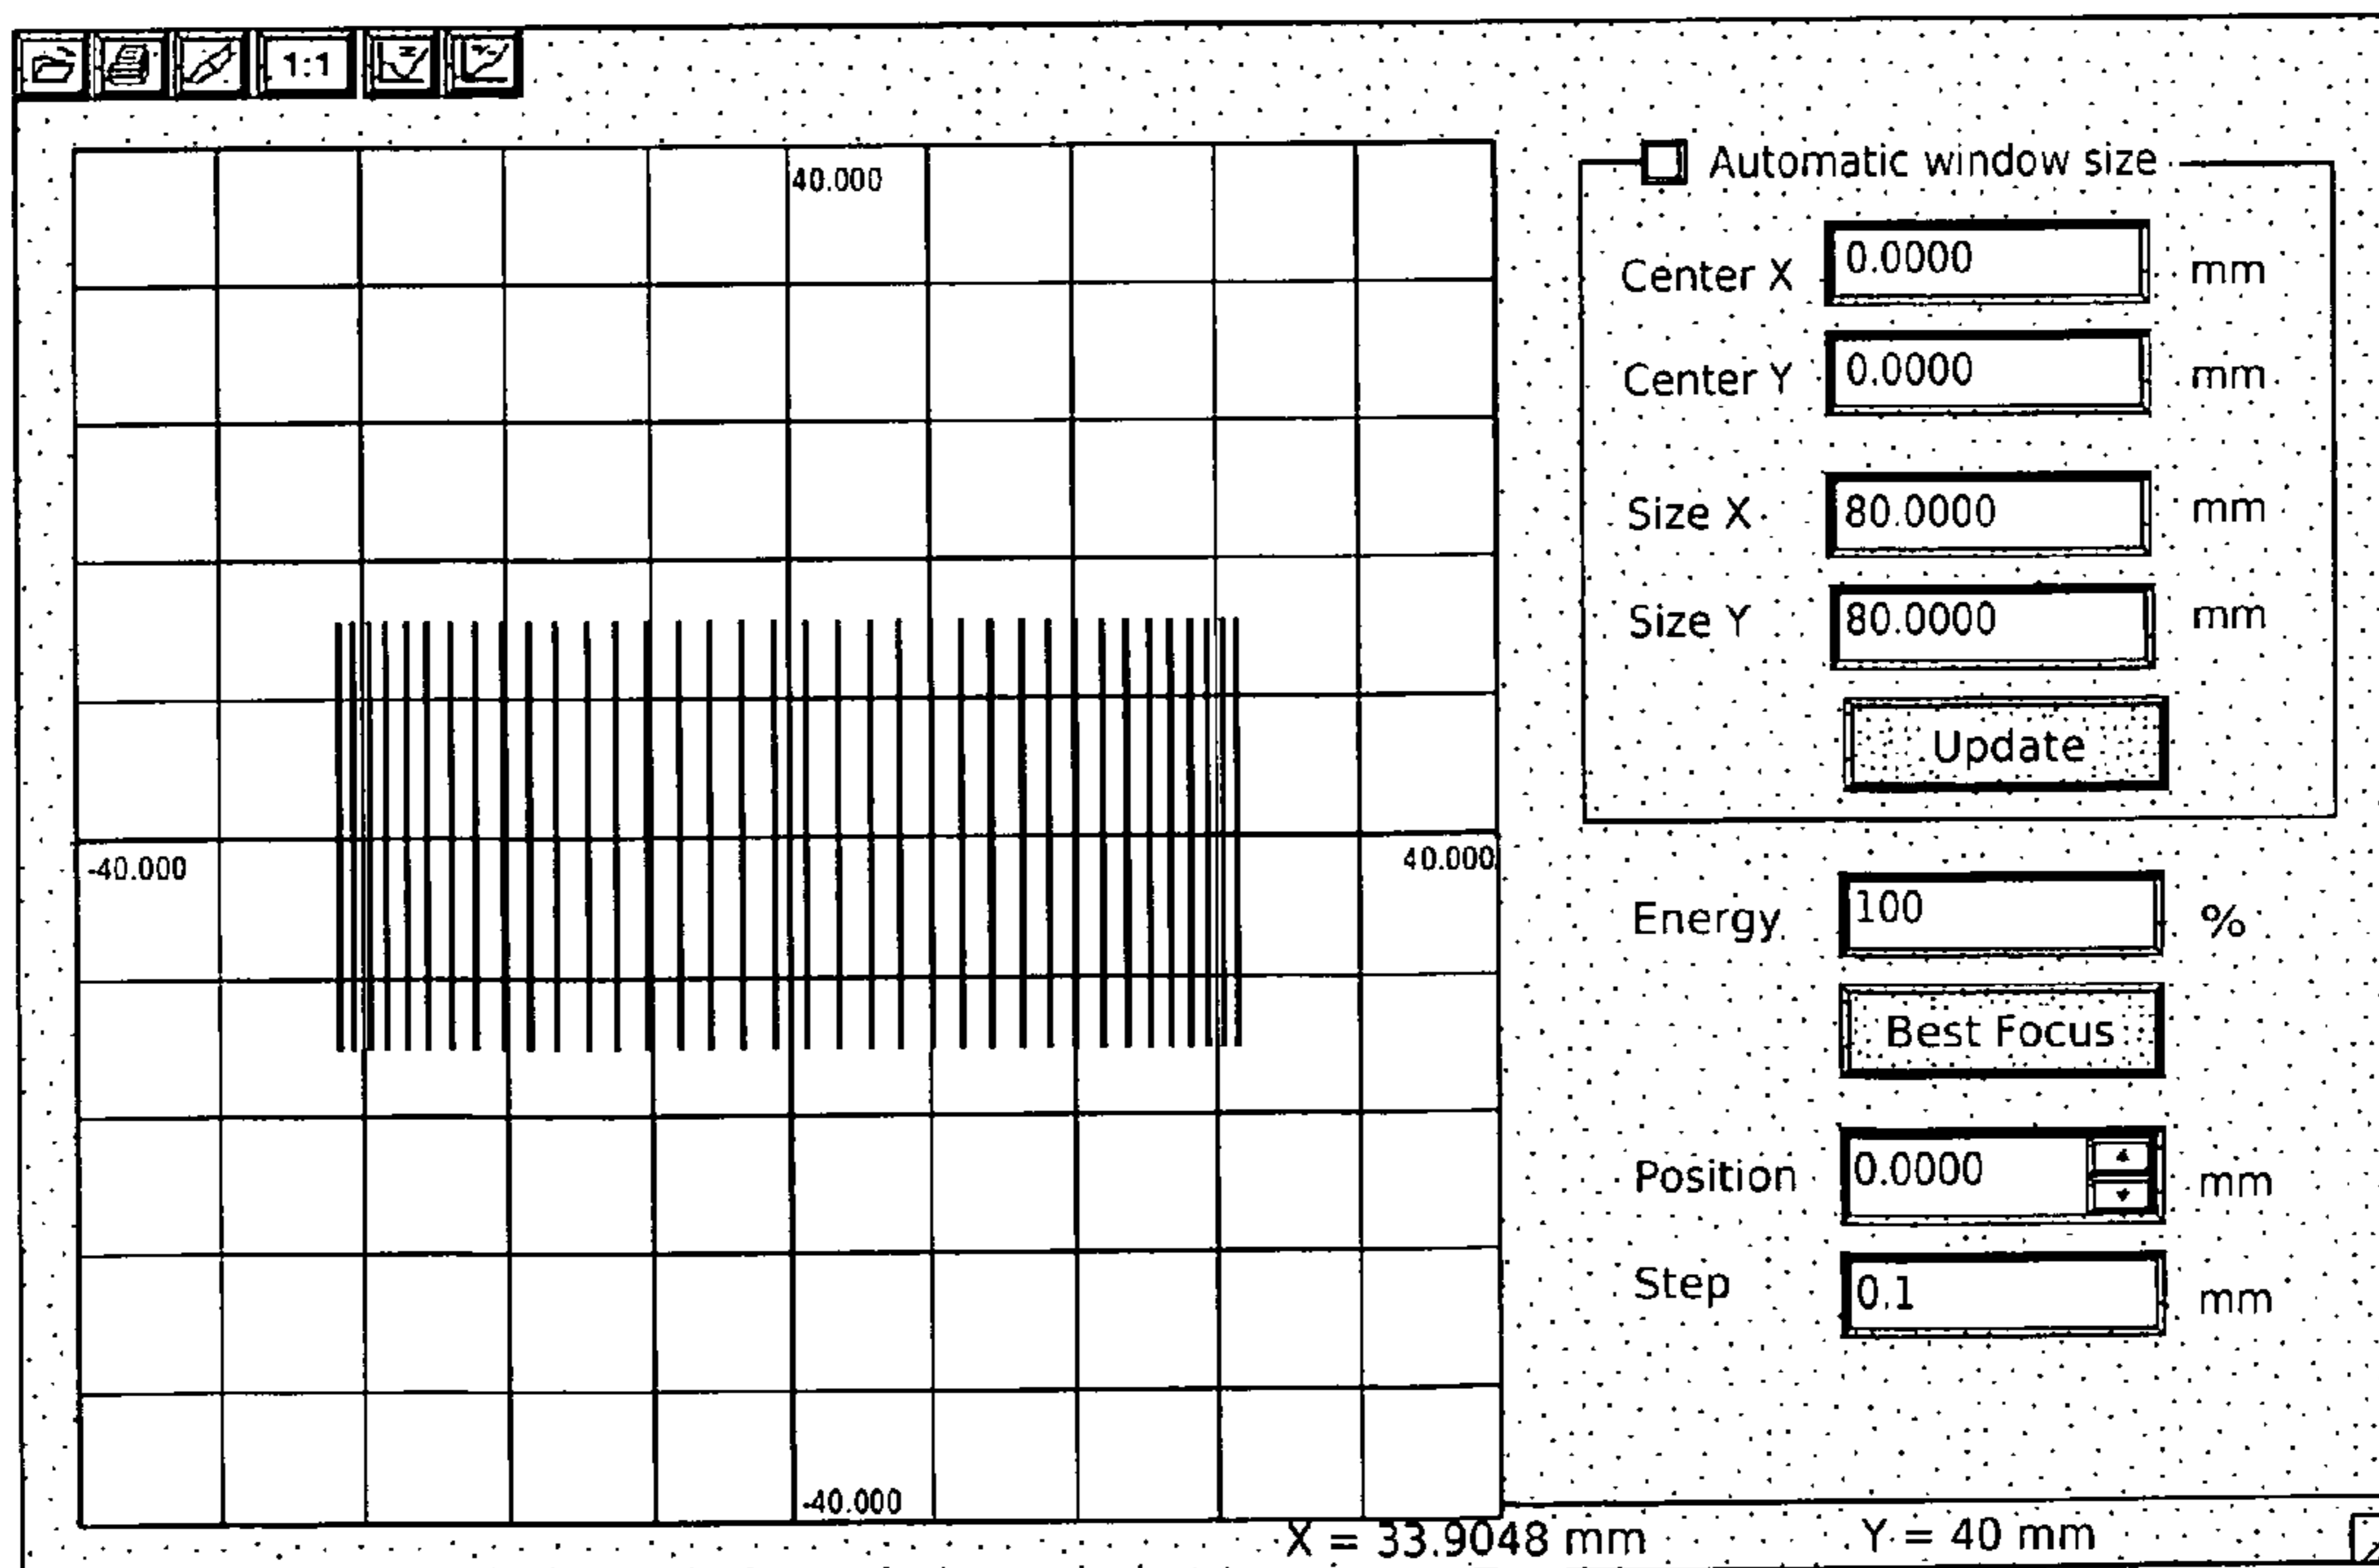 1:1
40.000
-40.000
40.000
-40.000
Automatic window size
Center X 0.0000 mm
Center Y 0.0000 mm
Size X 80.0000 mm
Size Y 80.0000 mm
Update
Energy 100 %
Best Focus
Position 0.0000 mm
Step 0.1 mm
X = 33.9048 mm Y = 40 mm